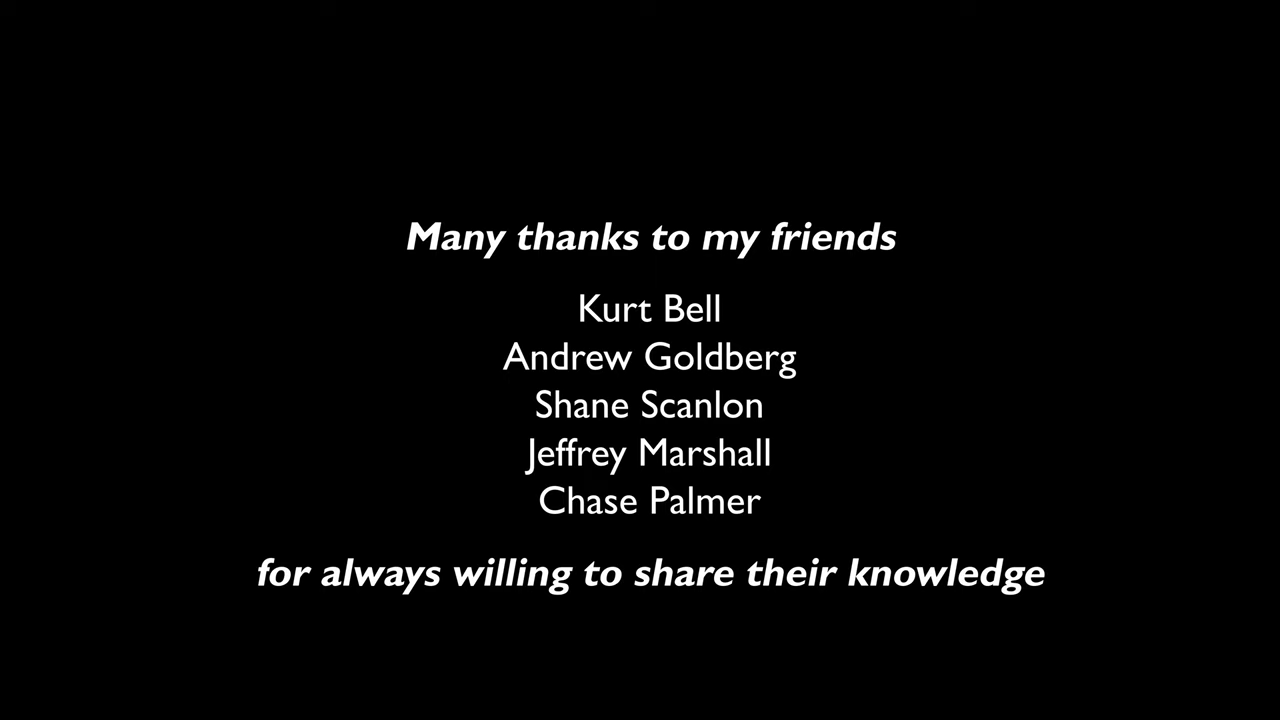 Many thanks to my friends
Kurt Bell
Andrew Goldberg
Shane Scanlon
Jeffrey Marshall
Chase Palmer
for always willing to share their knowledge